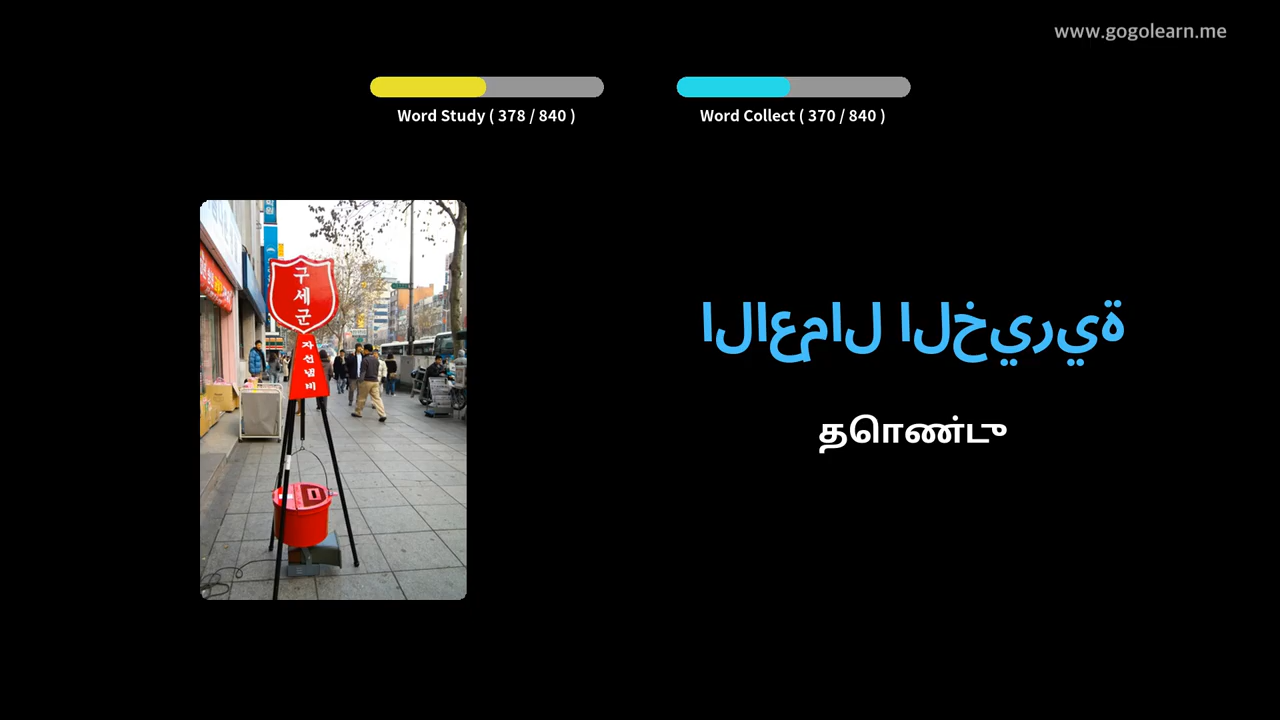 www.gogolearn.me
Word Study ( 378 / 840 )
Word Collect ( 370 / 840 )
الاعمال الخيرية
தொண்டு
구세군
자선냄비